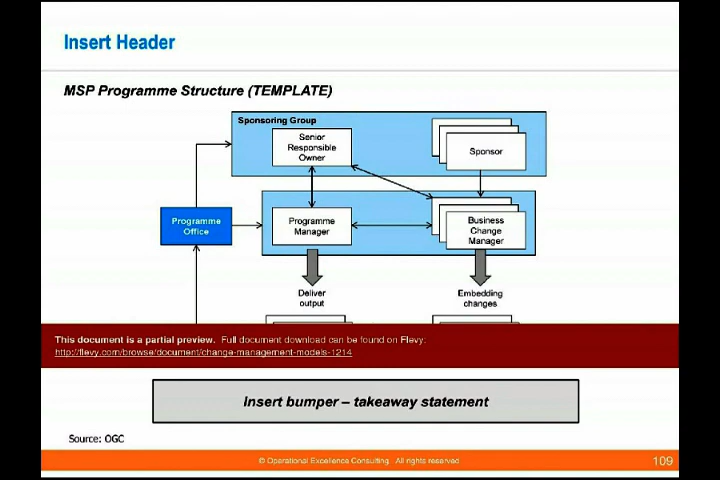 Insert Header
MSP Programme Structure (TEMPLATE)
Sponsoring Group
Senior
Responsible
Owner
Sponsor
Programme
Office
Programme
Manager
Business
Change
Manager
Deliver
output
Embedding
changes
This document is a partial preview. Full document download can be found on Flevy:
http://flevy.com/browse/document/change-management-models-1214
Insert bumper – takeaway statement
Source: OGC
© Operational Excellence Consulting. All rights reserved.
109